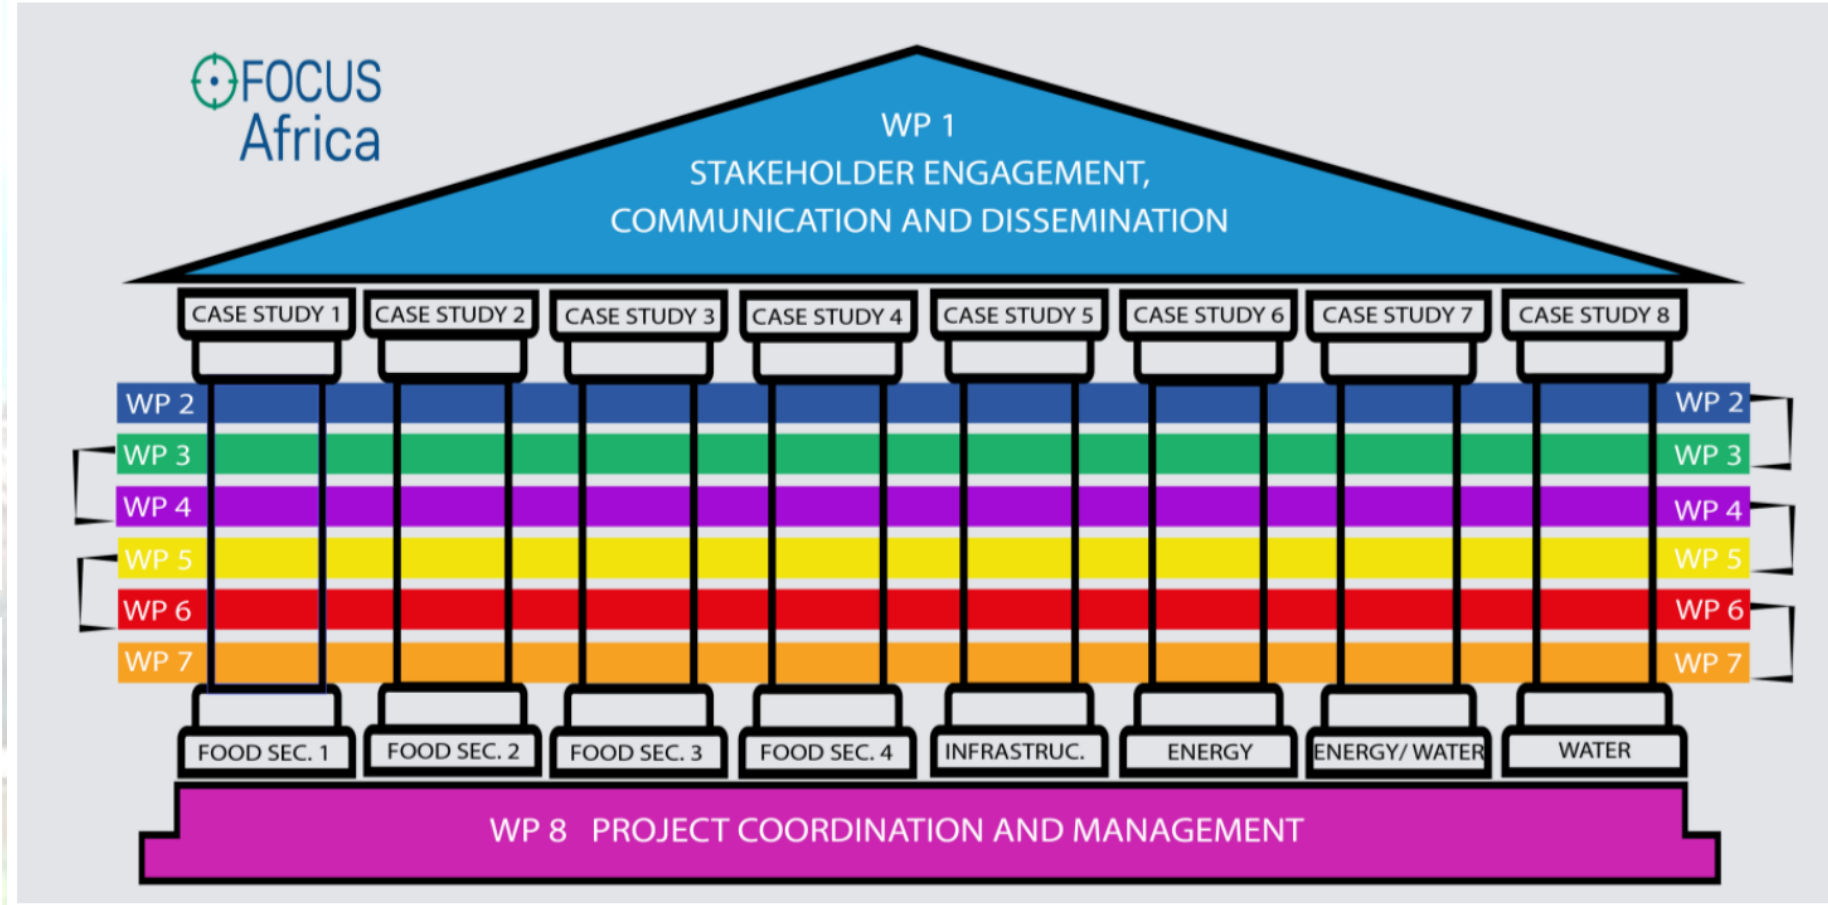 FOCUS
Africa
WP 1
STAKEHOLDER ENGAGEMENT,
COMMUNICATION AND DISSEMINATION
CASE STUDY 1
CASE STUDY 2
CASE STUDY 3
CASE STUDY 4
CASE STUDY 5
CASE STUDY 6
CASE STUDY 7
CASE STUDY 8
WP 2
WP 2
WP 3
WP 3
WP 4
WP 4
WP 5
WP 5
WP 6
WP 6
WP 7
WP 7
FOOD SEC. 1
FOOD SEC. 2
FOOD SEC. 3
FOOD SEC. 4
INFRASTRUC.
ENERGY
ENERGY/ WATER
WATER
WP 8 PROJECT COORDINATION AND MANAGEMENT